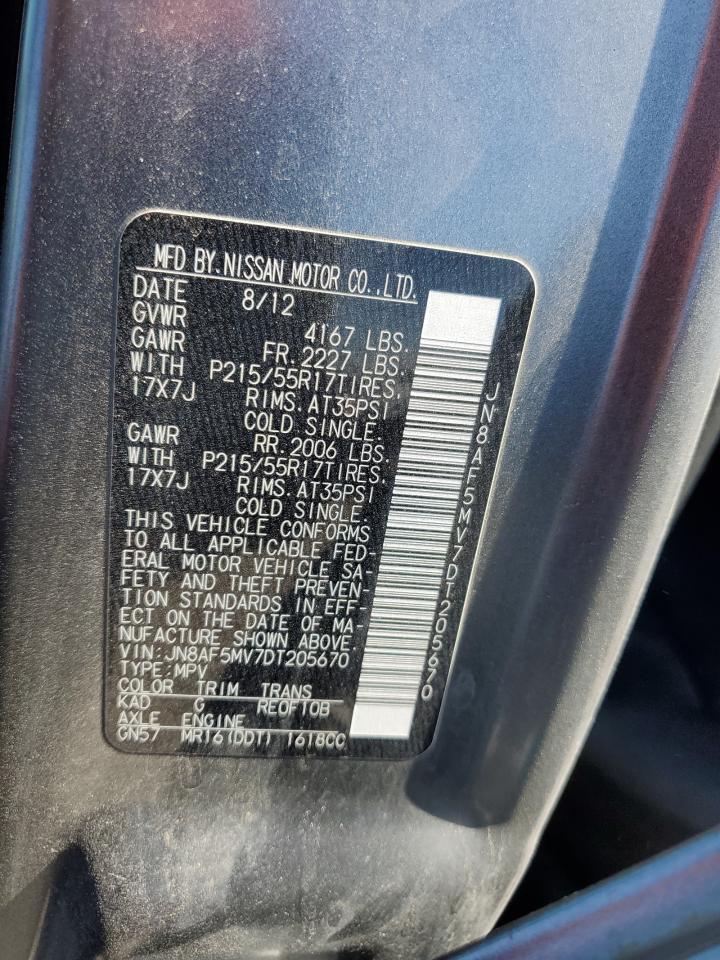 MFD BY.NISSAN MOTOR CO.,LTD.
DATE 8/12
GVWR 4167 LBS.
GAWR FR.2227 LBS.
WITH P215/55R17TIRES,
17X7J RIMS.AT35PSI
COLD SINGLE.
GAWR RR.2006 LBS.
WITH P215/55R17TIRES,
17X7J RIMS.AT35PSI
COLD SINGLE.
THIS VEHICLE CONFORMS
TO ALL APPLICABLE FED-
ERAL MOTOR VEHICLE SA-
FETY AND THEFT PREVEN-
TION STANDARDS IN EFF-
ECT ON THE DATE OF MA-
NUFACTURE SHOWN ABOVE.
VIN:JN8AF5MV7DT205670
TYPE:MPV
COLOR TRIM TRANS
KAD G REOF10B
AXLE ENGINE
GN57 MR16(DDT) 1618CC
JN8AF5MV7DT205670